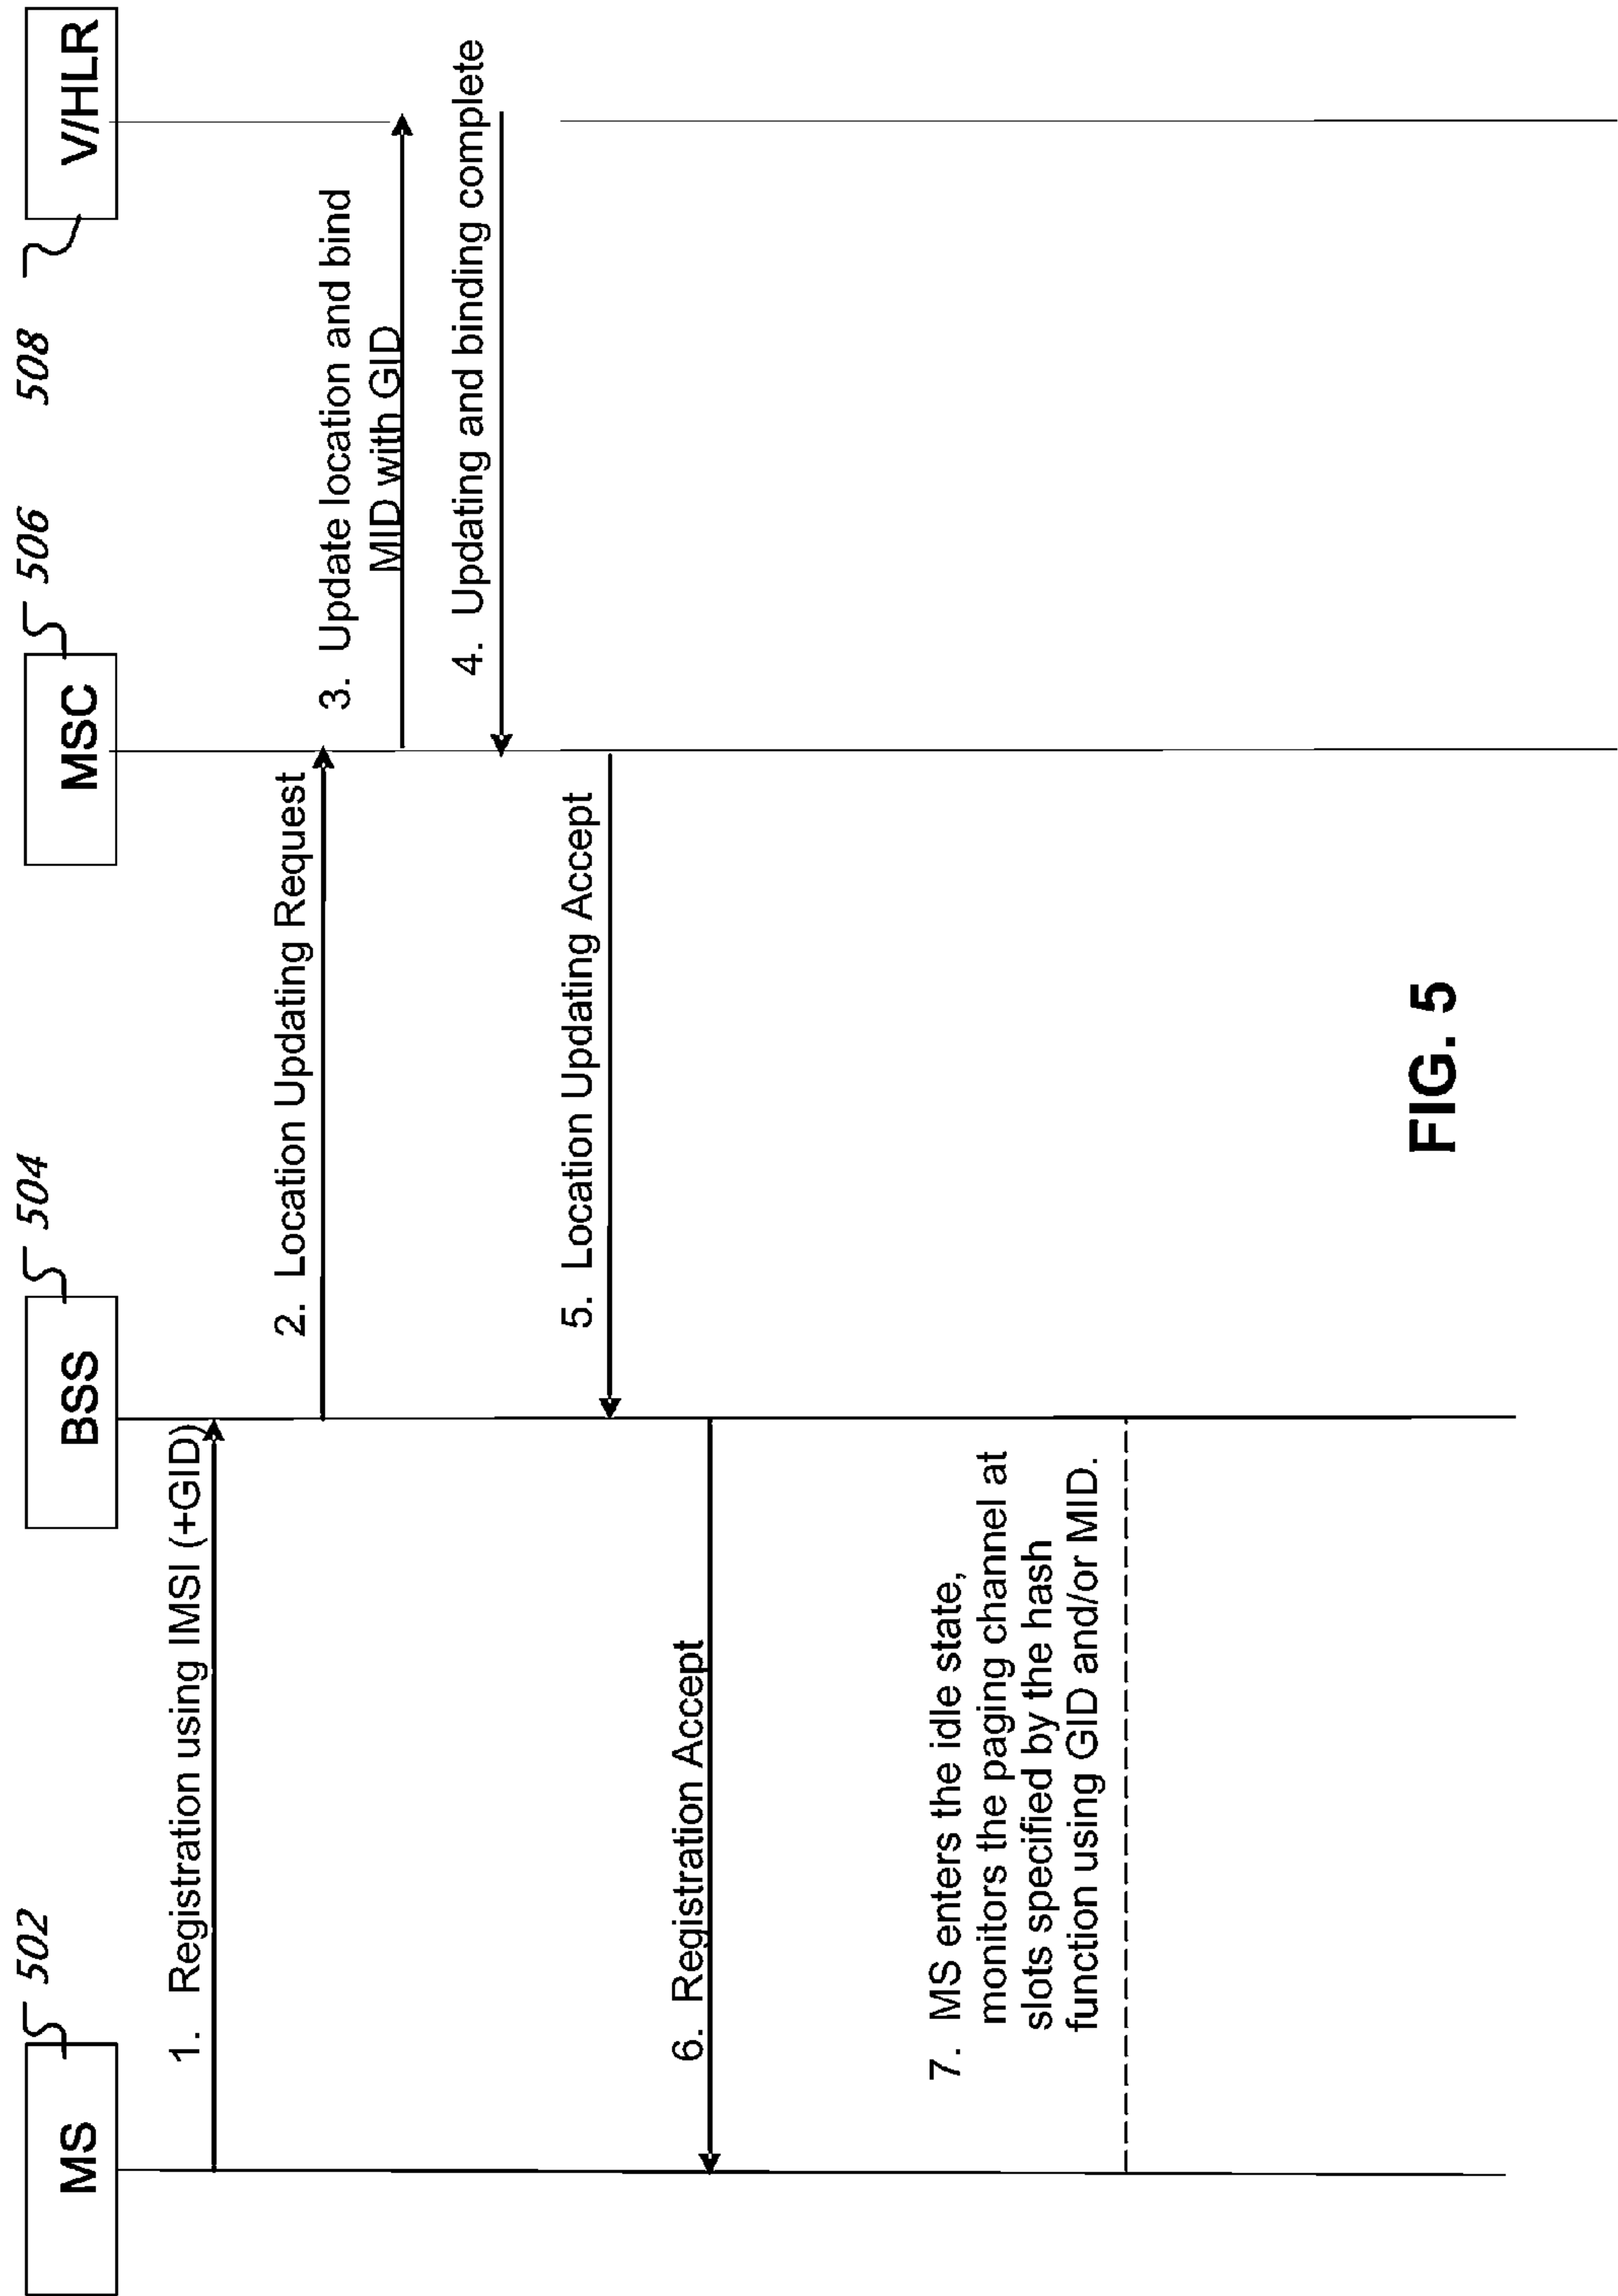 MS
502
BSS
504
MSC
506
V/HLR
508
1. Registration using IMSI (+GID)
2. Location Updating Request
3. Update location and bind
MID with GID
4. Updating and binding complete
5. Location Updating Accept
6. Registration Accept
7. MS enters the idle state,
monitors the paging channel at
slots specified by the hash
function using GID and/or MID.
FIG. 5